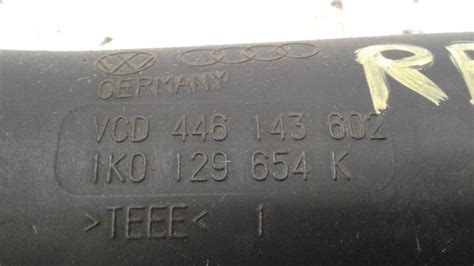 GERMANY
VCD 446 143 602
1K0 129 654 K
>TEEE< 1